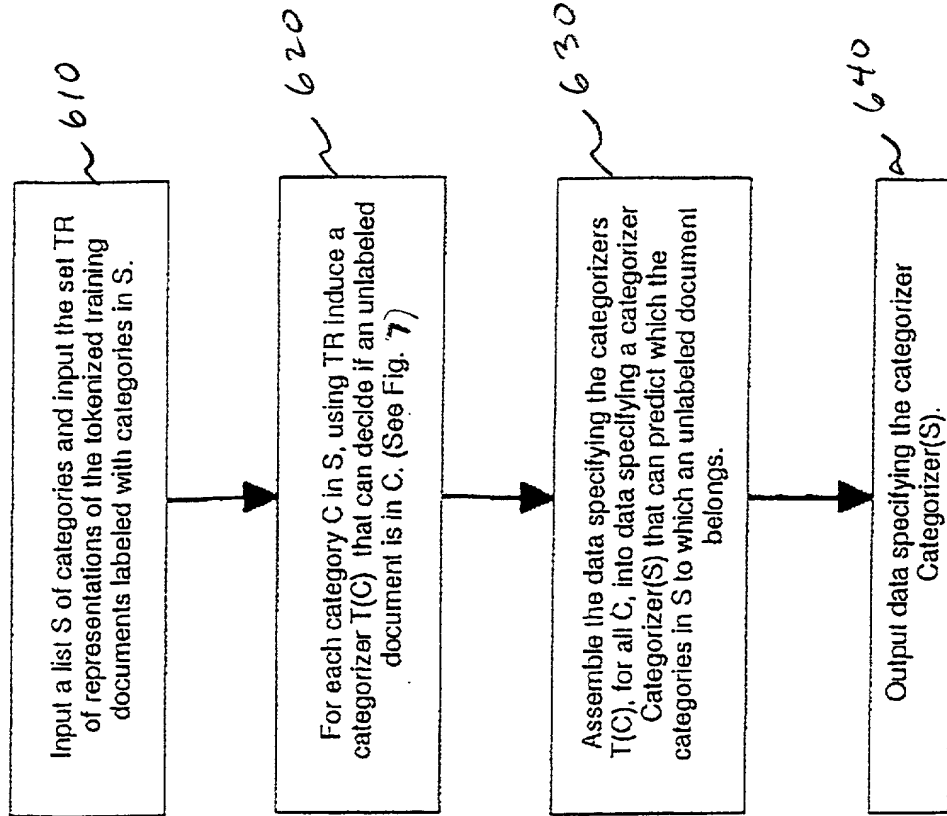 Input a list S of categories and input the set TR
of representations of the tokenized training
documents labeled with categories in S.
610
For each category C in S, using TR induce a
categorizer T(C) that can decide if an unlabeled
document is in C. (See Fig. 7)
620
Assemble the data specifying the categorizers
T(C), for all C, into data specifying a categorizer
Categorizer(S) that can predict which the
categories in S to which an unlabeled document
belongs.
630
Output data specifying the categorizer
Categorizer(S).
640